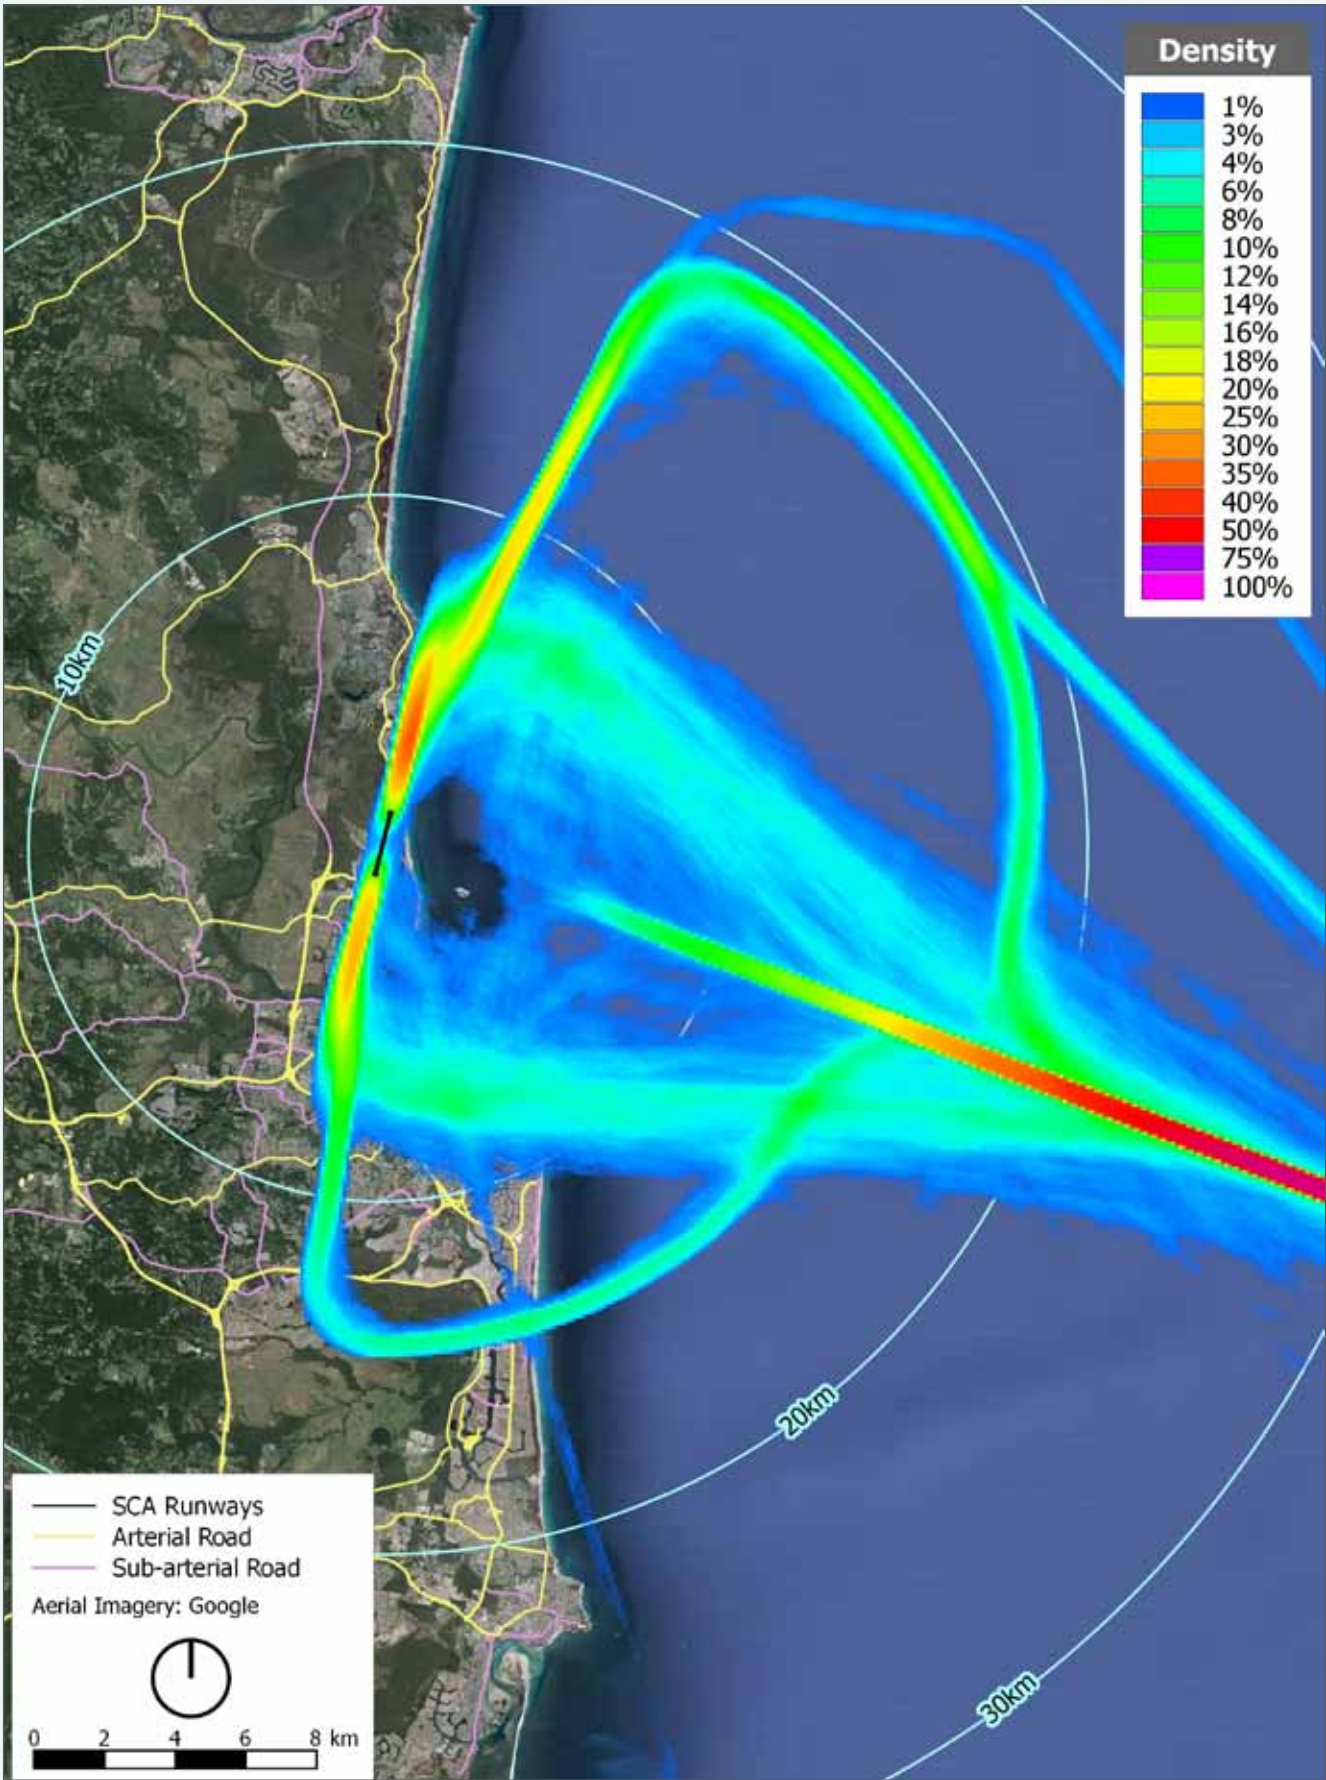 Density
1%
3%
4%
6%
8%
10%
12%
14%
16%
18%
20%
25%
30%
35%
40%
50%
75%
100%
10km
20km
30km
SCA Runways
Arterial Road
Sub-arterial Road
Aerial Imagery: Google
0 2 4 6 8 km